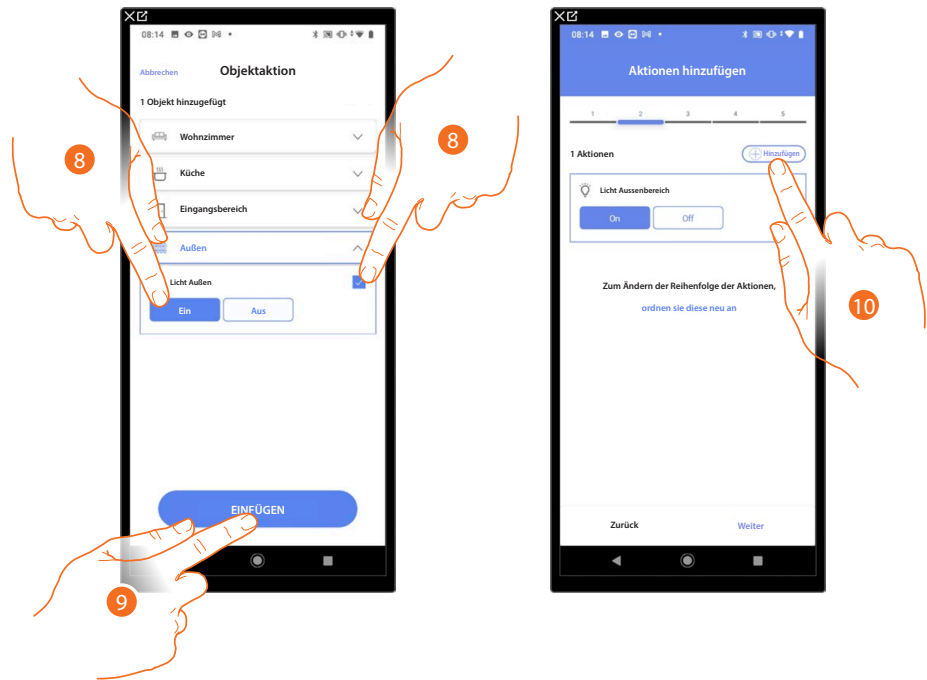 08:14
Abbrechen
Objektaktion
1 Objekt hinzugefügt
Wohnzimmer
Küche
Eingangsbereich
Außen
Licht Außen
Ein
Aus
EINFÜGEN
8
8
9
08:14
Aktionen hinzufügen
1 2 3 4 5
1 Aktionen
Hinzufügen
Licht Aussenbereich
On
Off
Zum Ändern der Reihenfolge der Aktionen,
ordnen sie diese neu an
Zurück
Weiter
10